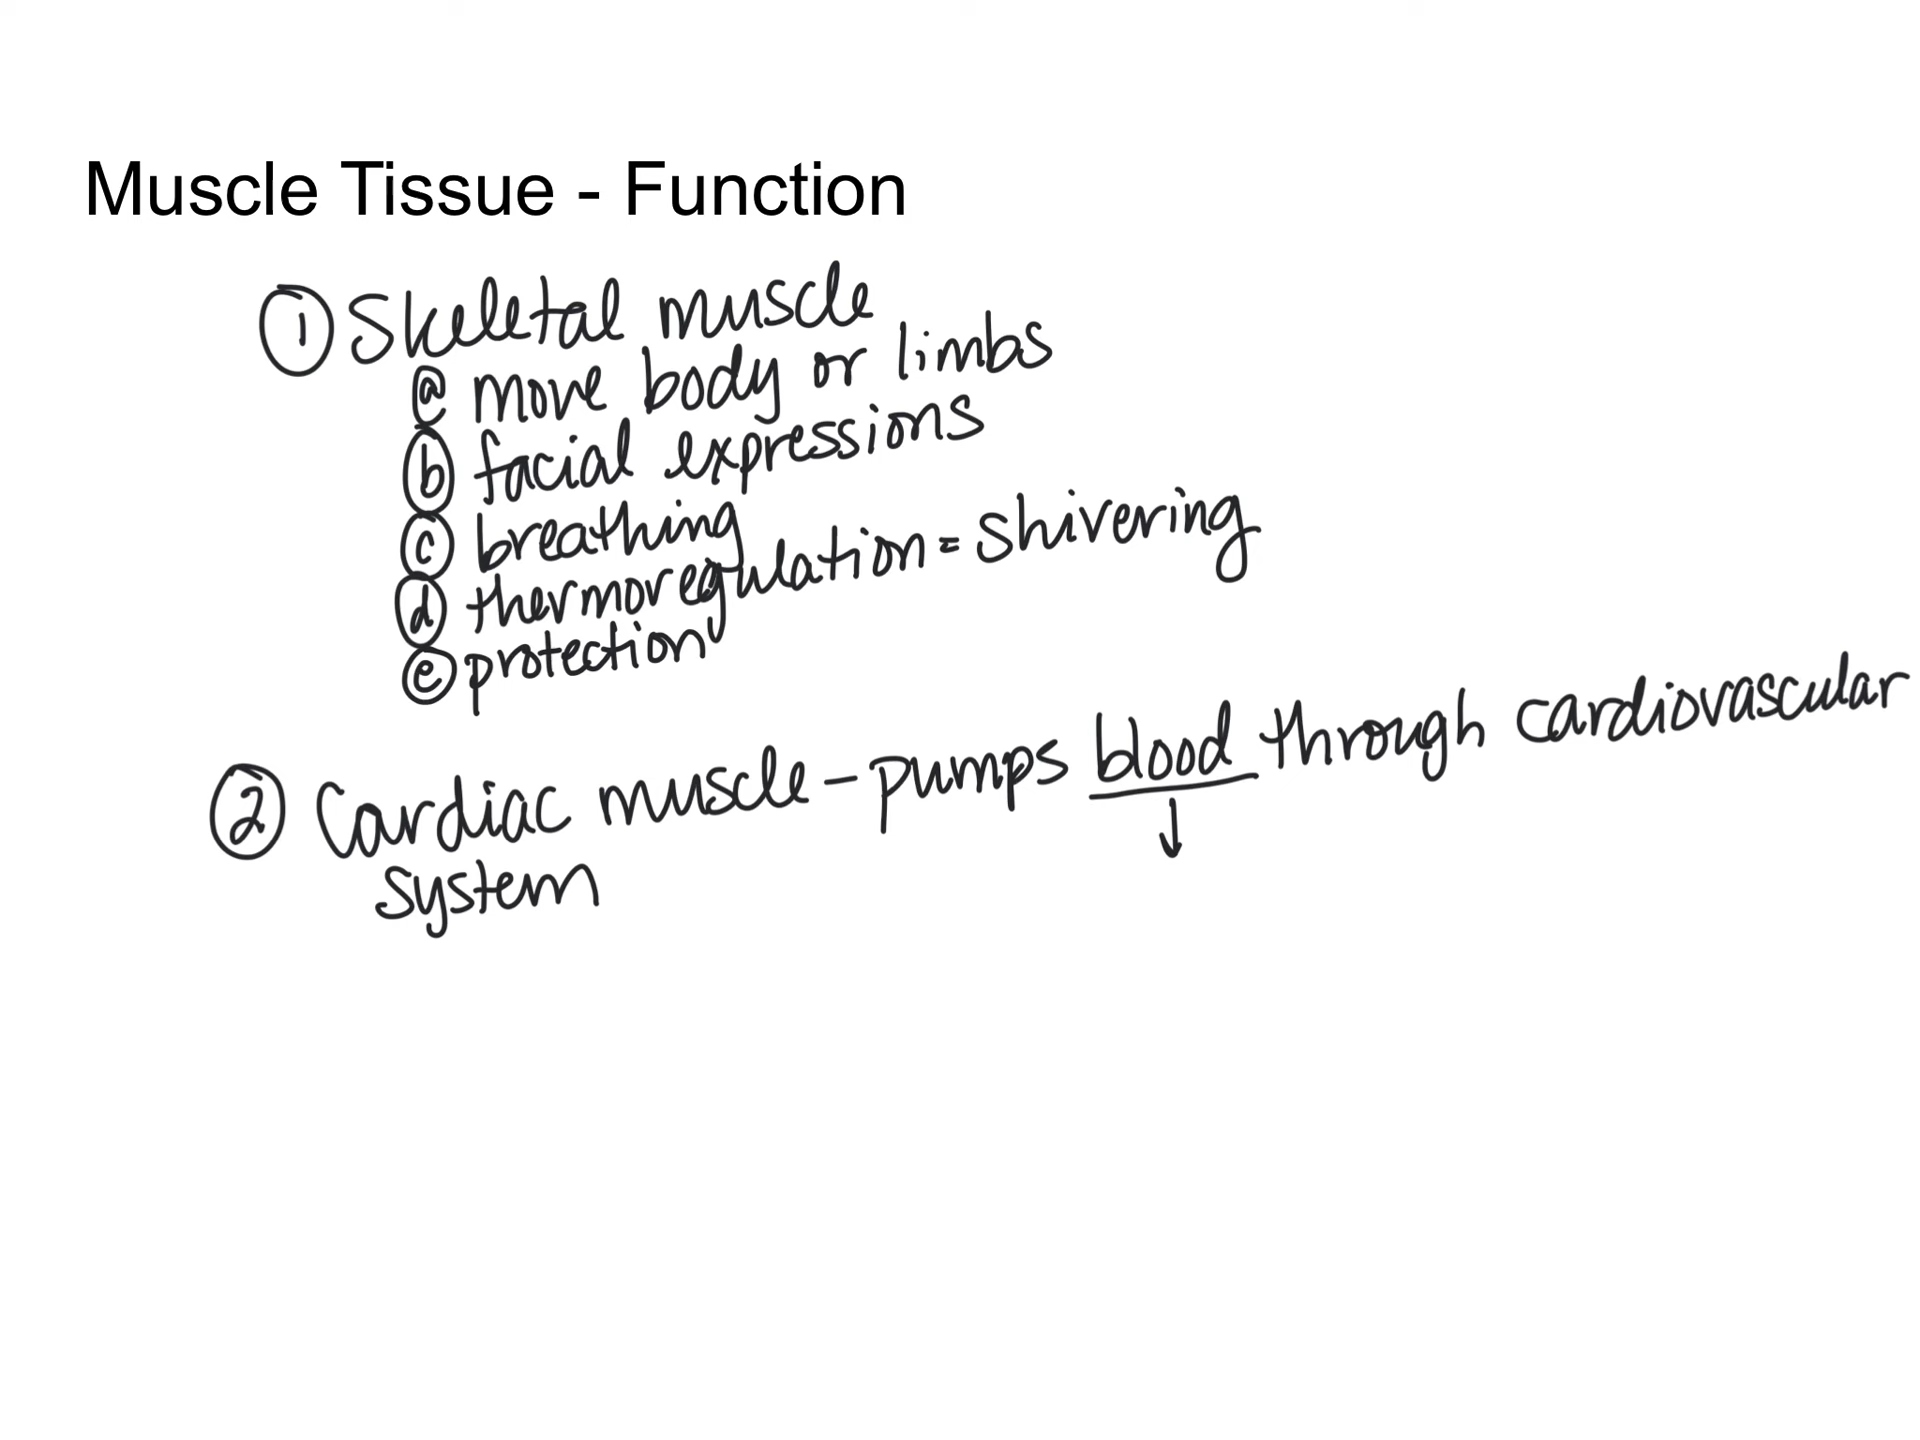 Muscle Tissue - Function
① Skeletal muscle
ⓐ move body or limbs
ⓑ facial expressions
ⓒ breathing
ⓓ thermoregulation = shivering
ⓔ protection
② Cardiac muscle - pumps blood through cardiovascular
↓
system